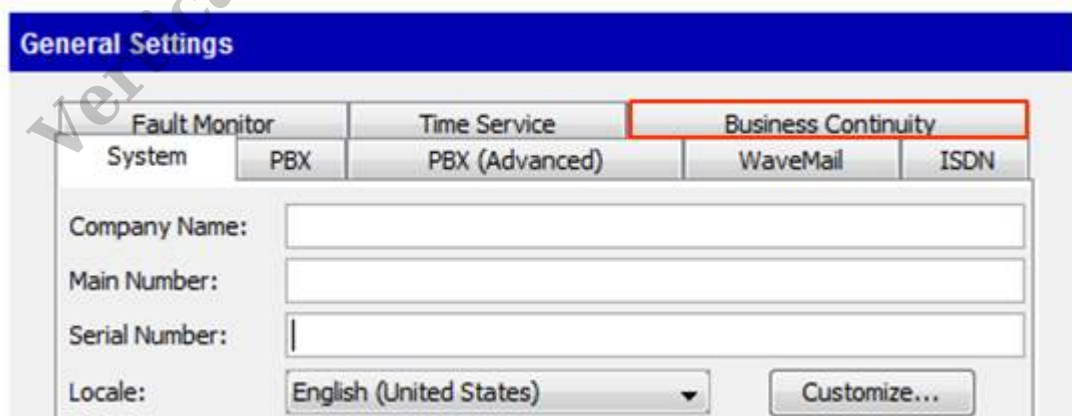 General Settings
Fault Monitor Time Service Business Continuity
System PBX PBX (Advanced) WaveMail ISDN
Company Name:
Main Number:
Serial Number:
Locale: English (United States) Customize...